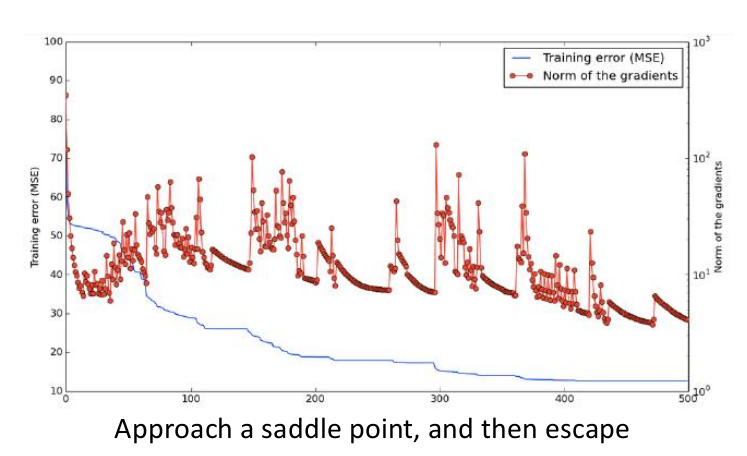 Training error (MSE)
Norm of the gradients
100
90
80
70
60
50
40
30
20
10
Training error (MSE)
10³
10²
10¹
10⁰
Norm of the gradients
0 100 200 300 400 500
Approach a saddle point, and then escape